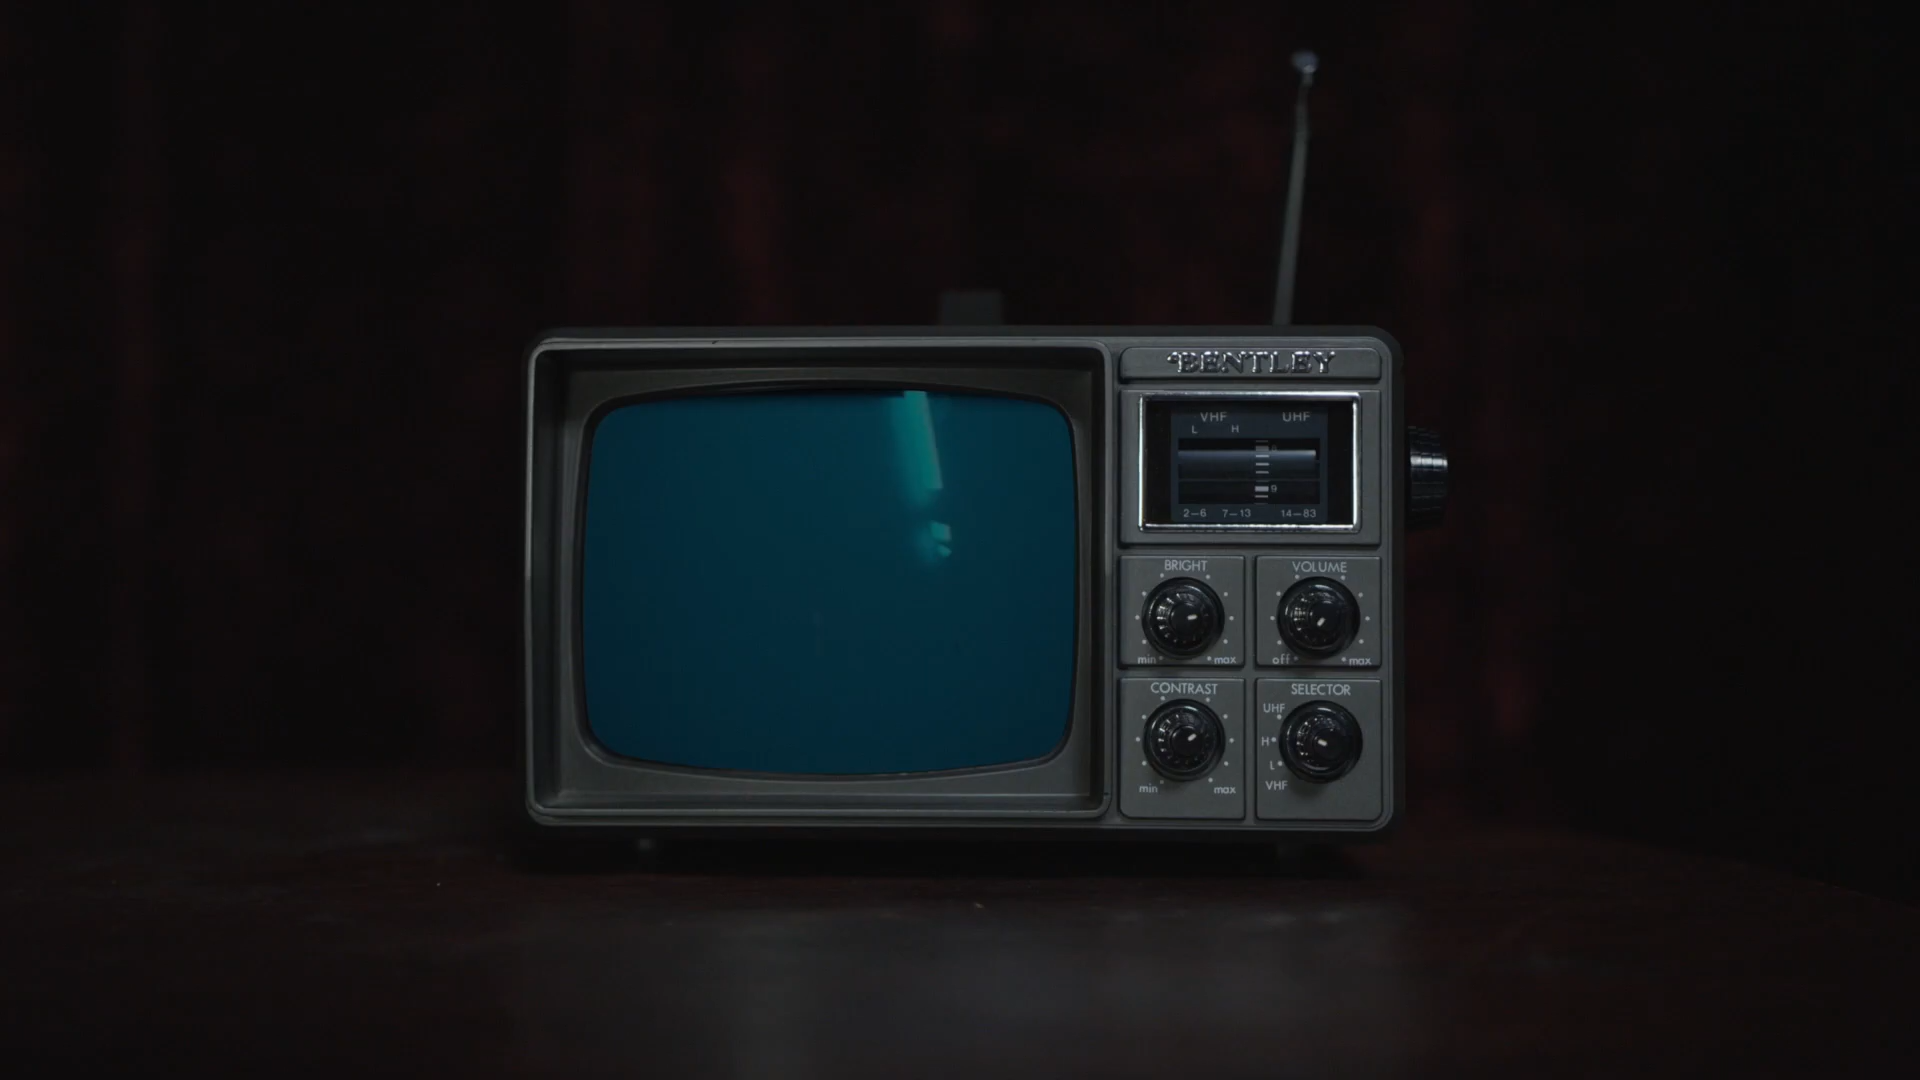 BENTLEY
VHF UHF
L H
9
2–6 7–13 14–83
BRIGHT
min max
VOLUME
off max
CONTRAST
min max
SELECTOR
UHF
H
L
VHF